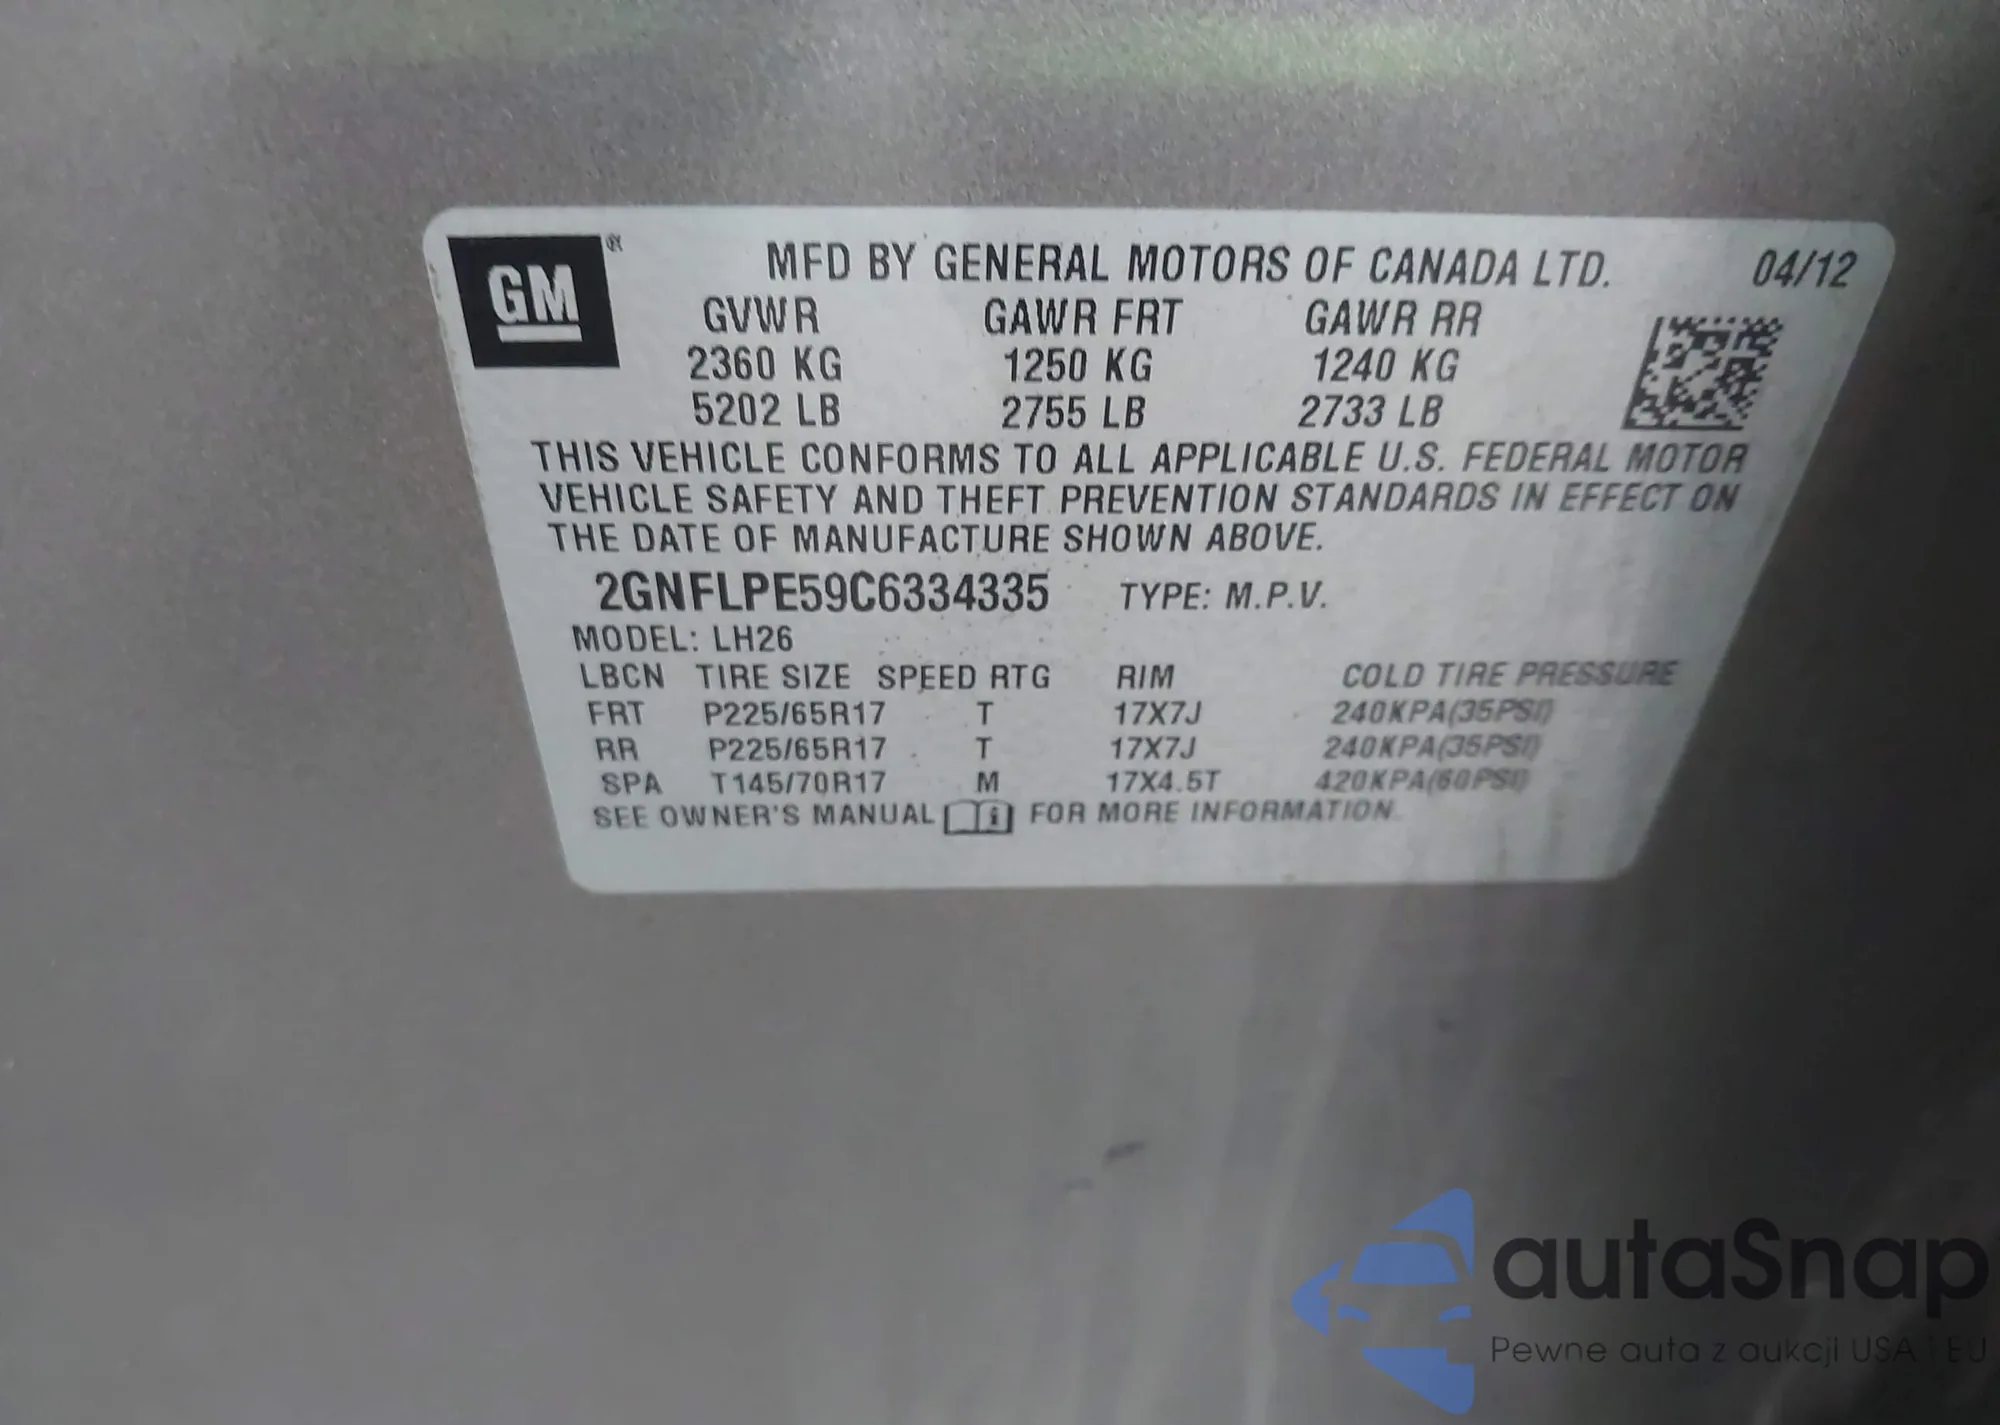 GM
MFD BY GENERAL MOTORS OF CANADA LTD. 04/12
GVWR GAWR FRT GAWR RR
2360 KG 1250 KG 1240 KG
5202 LB 2755 LB 2733 LB
THIS VEHICLE CONFORMS TO ALL APPLICABLE U.S. FEDERAL MOTOR
VEHICLE SAFETY AND THEFT PREVENTION STANDARDS IN EFFECT ON
THE DATE OF MANUFACTURE SHOWN ABOVE.
2GNFLPE59C6334335 TYPE: M.P.V.
MODEL: LH26
LBCN TIRE SIZE SPEED RTG RIM COLD TIRE PRESSURE
FRT P225/65R17 T 17X7J 240KPA(35PSI)
RR P225/65R17 T 17X7J 240KPA(35PSI)
SPA T145/70R17 M 17X4.5T 420KPA(60PSI)
SEE OWNER'S MANUAL FOR MORE INFORMATION.
autaSnap
Pewne auta z aukcji USA i EU